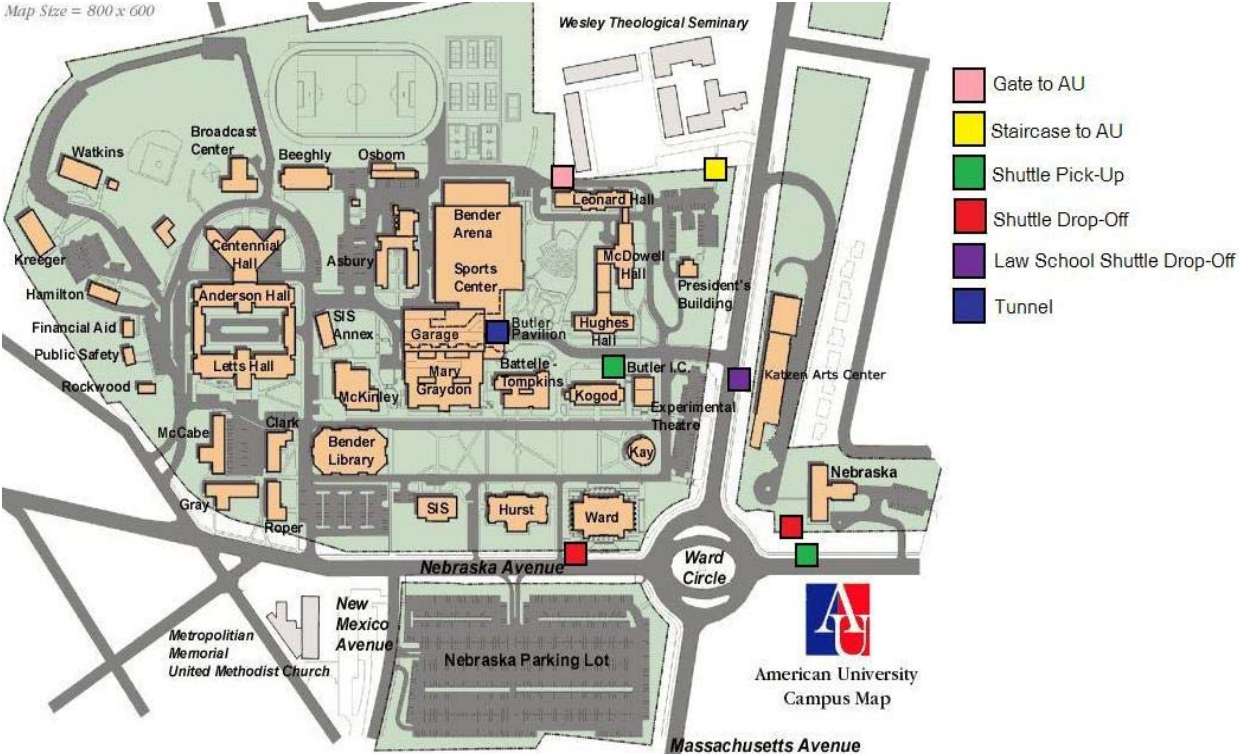 Map Size = 800 x 600
Wesley Theological Seminary
Gate to AU
Staircase to AU
Shuttle Pick-Up
Shuttle Drop-Off
Law School Shuttle Drop-Off
Tunnel
Watkins
Broadcast
Center
Beeghly
Osborn
Leonard Hall
Bender
Arena
Sports
Center
Kreeger
Centennial
Hall
Asbury
McDowell
Hall
President's
Building
Hamilton
Anderson Hall
Financial Aid
SIS
Annex
Garage
Butler
Pavilion
Hughes
Hall
Public Safety
Letts Hall
Mary
Graydon
Battelle -
Tompkins
Butler I.C.
Katzen Arts Center
Rockwood
McKinley
Kogod
Experimental
Theatre
McCabe
Clark
Bender
Library
Kay
Nebraska
Gray
Roper
SIS
Hurst
Ward
Nebraska Avenue
Ward
Circle
New
Mexico
Avenue
Metropolitian
Memorial
United Methodist Church
Nebraska Parking Lot
AU
American University
Campus Map
Massachusetts Avenue